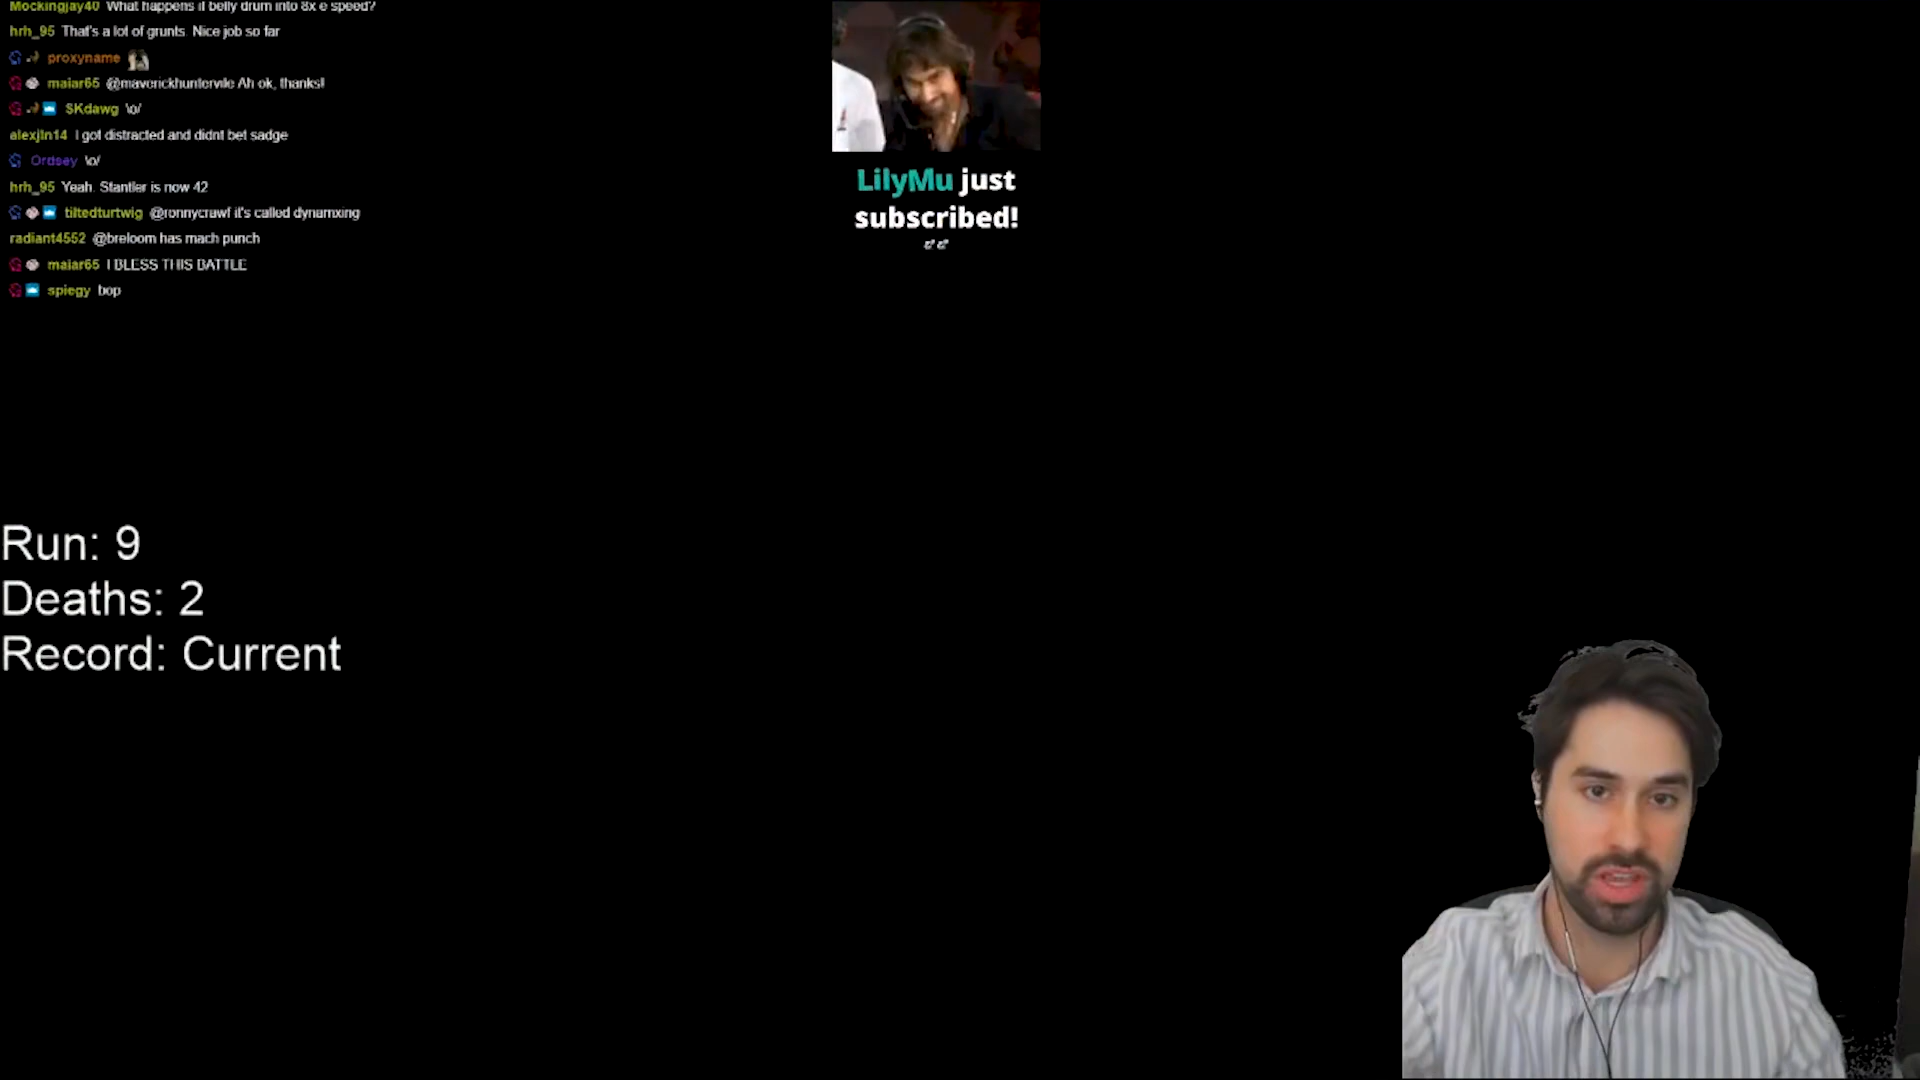 Mockingjay40 What happens if belly drum into 8x e speed?
hrh_95 That's a lot of grunts. Nice job so far
proxyname
maiar65 @maverickhuntervile Ah ok, thanks!
SKdawg \o/
alexjln14 I got distracted and didnt bet sadge
Ordsey \o/
hrh_95 Yeah. Stantler is now 42
tiltedturtwig @ronnycrawf it's called dynamxing
radiant4552 @breloom has mach punch
maiar65 I BLESS THIS BATTLE
spiegy bop
LilyMu just
subscribed!
Run: 9
Deaths: 2
Record: Current